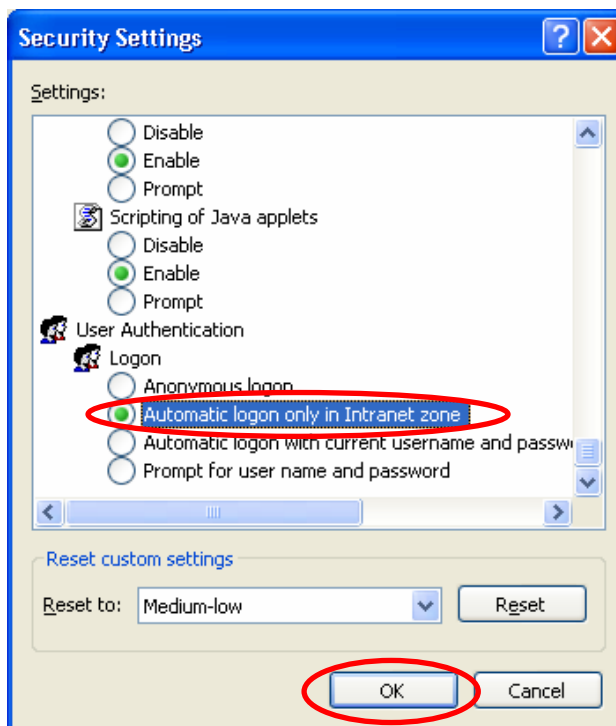 Security Settings
Settings:
Disable
Enable
Prompt
Scripting of Java applets
Disable
Enable
Prompt
User Authentication
Logon
Anonymous logon
Automatic logon only in Intranet zone
Automatic logon with current username and passw
Prompt for user name and password
Reset custom settings
Reset to: Medium-low Reset
OK Cancel